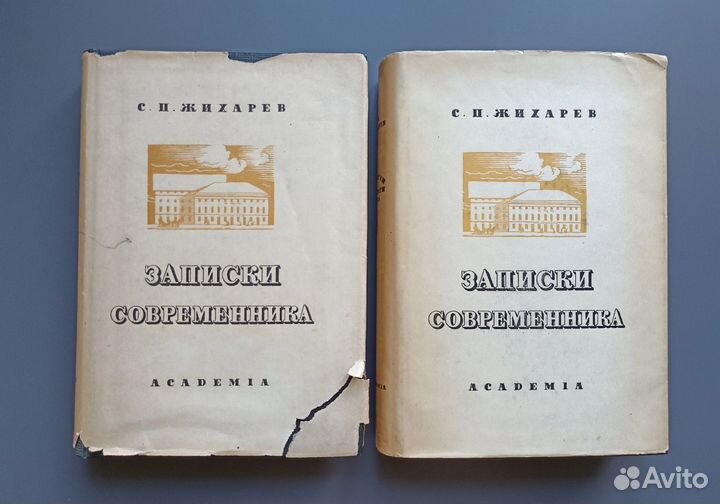 С. П. ЖИХАРЕВ
ЗАПИСКИ
СОВРЕМЕННИКА
ACADEMIA
С. П. ЖИХАРЕВ
ЗАПИСКИ
СОВРЕМЕННИКА
ACADEMIA
Avito